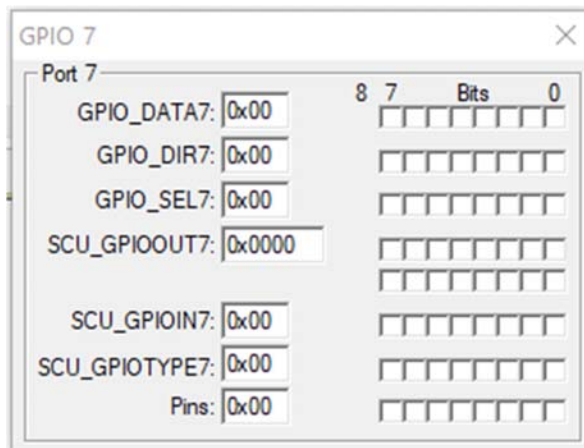 GPIO 7
Port 7
8 7 Bits 0
GPIO_DATA7: 0x00
GPIO_DIR7: 0x00
GPIO_SEL7: 0x00
SCU_GPIOOUT7: 0x0000
SCU_GPIOIN7: 0x00
SCU_GPIOTYPE7: 0x00
Pins: 0x00